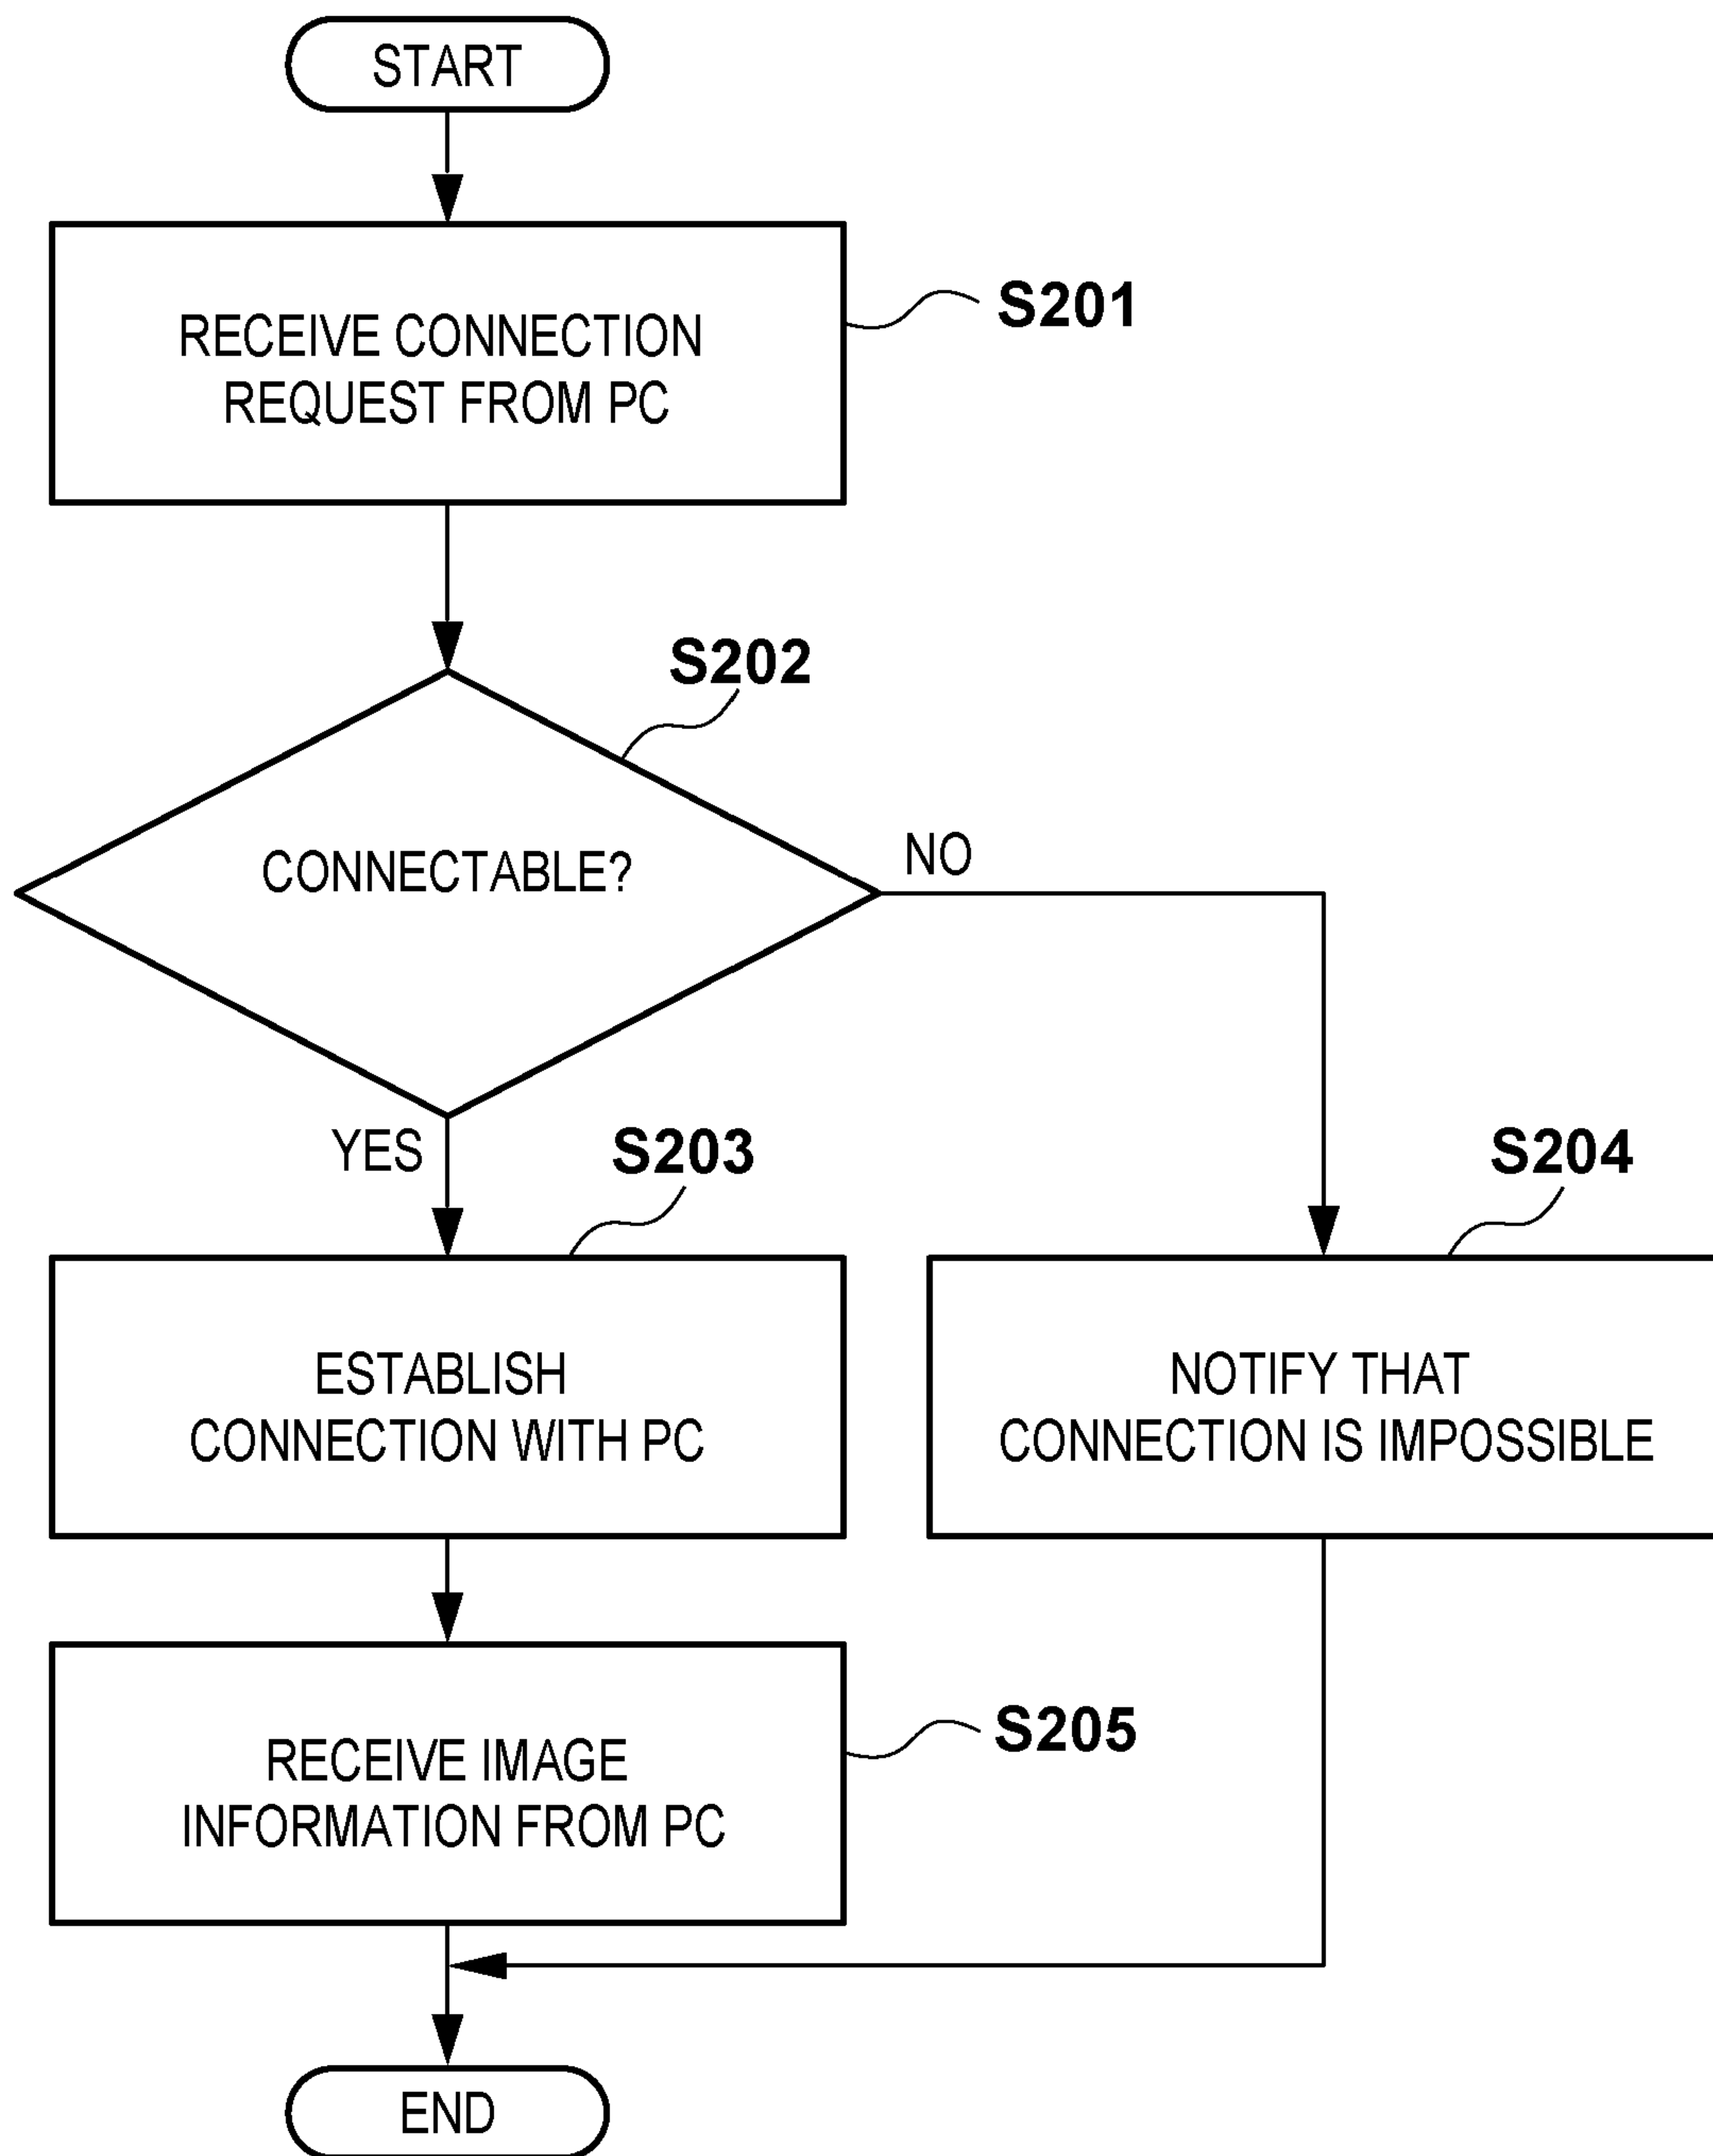 START
RECEIVE CONNECTION
REQUEST FROM PC
S201
S202
CONNECTABLE?
NO
YES
S203
S204
ESTABLISH
CONNECTION WITH PC
NOTIFY THAT
CONNECTION IS IMPOSSIBLE
RECEIVE IMAGE
INFORMATION FROM PC
S205
END